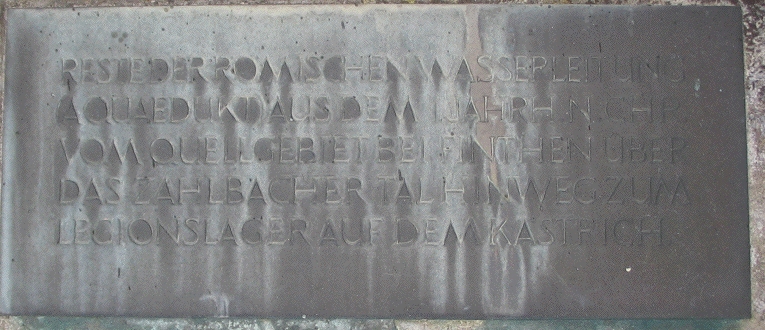 RESTE DER RÖMISCHEN WASSERLEITUNG
AQUAEDUKT AUS DEM 1.JAHRH.N.CHR.
VOM QUELLGEBIET BEI FINTHEN ÜBER
DAS ZAHLBACHER TAL HINWEG ZUM
LEGIONSLAGER AUF DEM KASTRICH